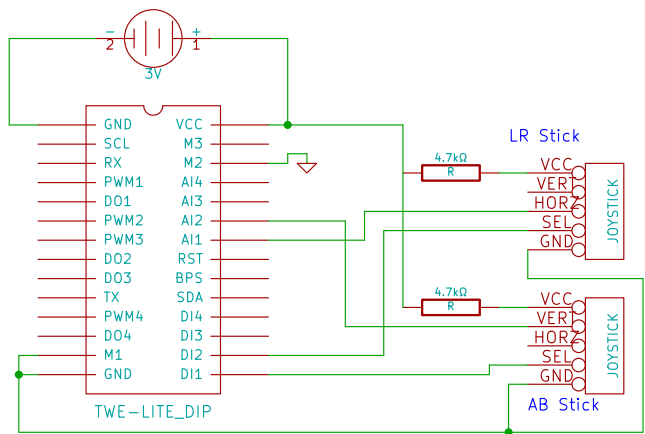 - +
2 1
3V
GND VCC
SCL M3
RX M2
PWM1 AI4
DO1 AI3
PWM2 AI2
PWM3 AI1
DO2 RST
DO3 BPS
TX SDA
PWM4 DI4
DO4 DI3
M1 DI2
GND DI1
TWE-LITE_DIP
4.7kΩ
R
LR Stick
VCC
VERT
HORZ
SEL
GND
JOYSTICK
4.7kΩ
R
VCC
VERT
HORZ
SEL
GND
JOYSTICK
AB Stick